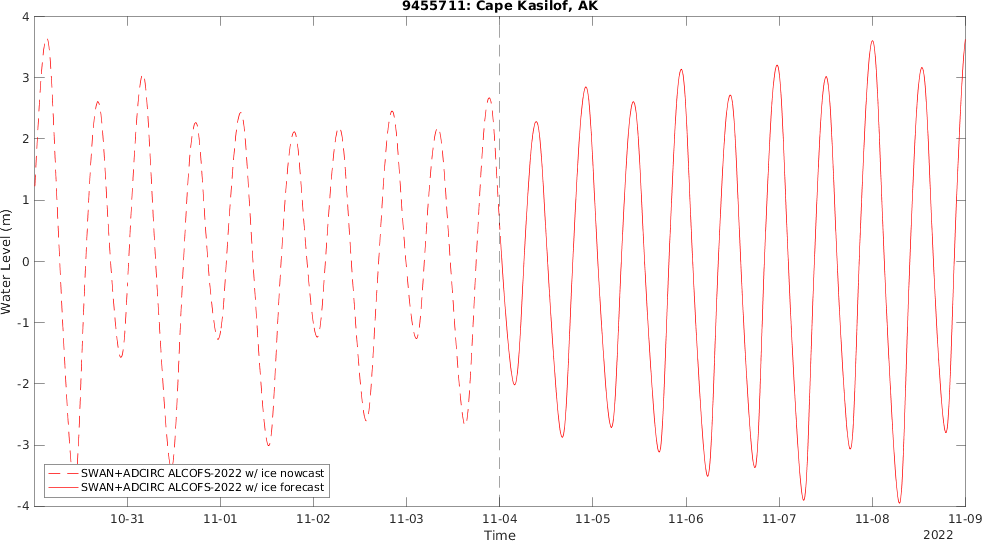 9455711: Cape Kasilof, AK
4
3
2
1
0
-1
-2
-3
-4
Water Level (m)
SWAN+ADCIRC ALCOFS-2022 w/ ice nowcast
SWAN+ADCIRC ALCOFS-2022 w/ ice forecast
10-31 11-01 11-02 11-03 11-04 11-05 11-06 11-07 11-08 11-09
Time
2022